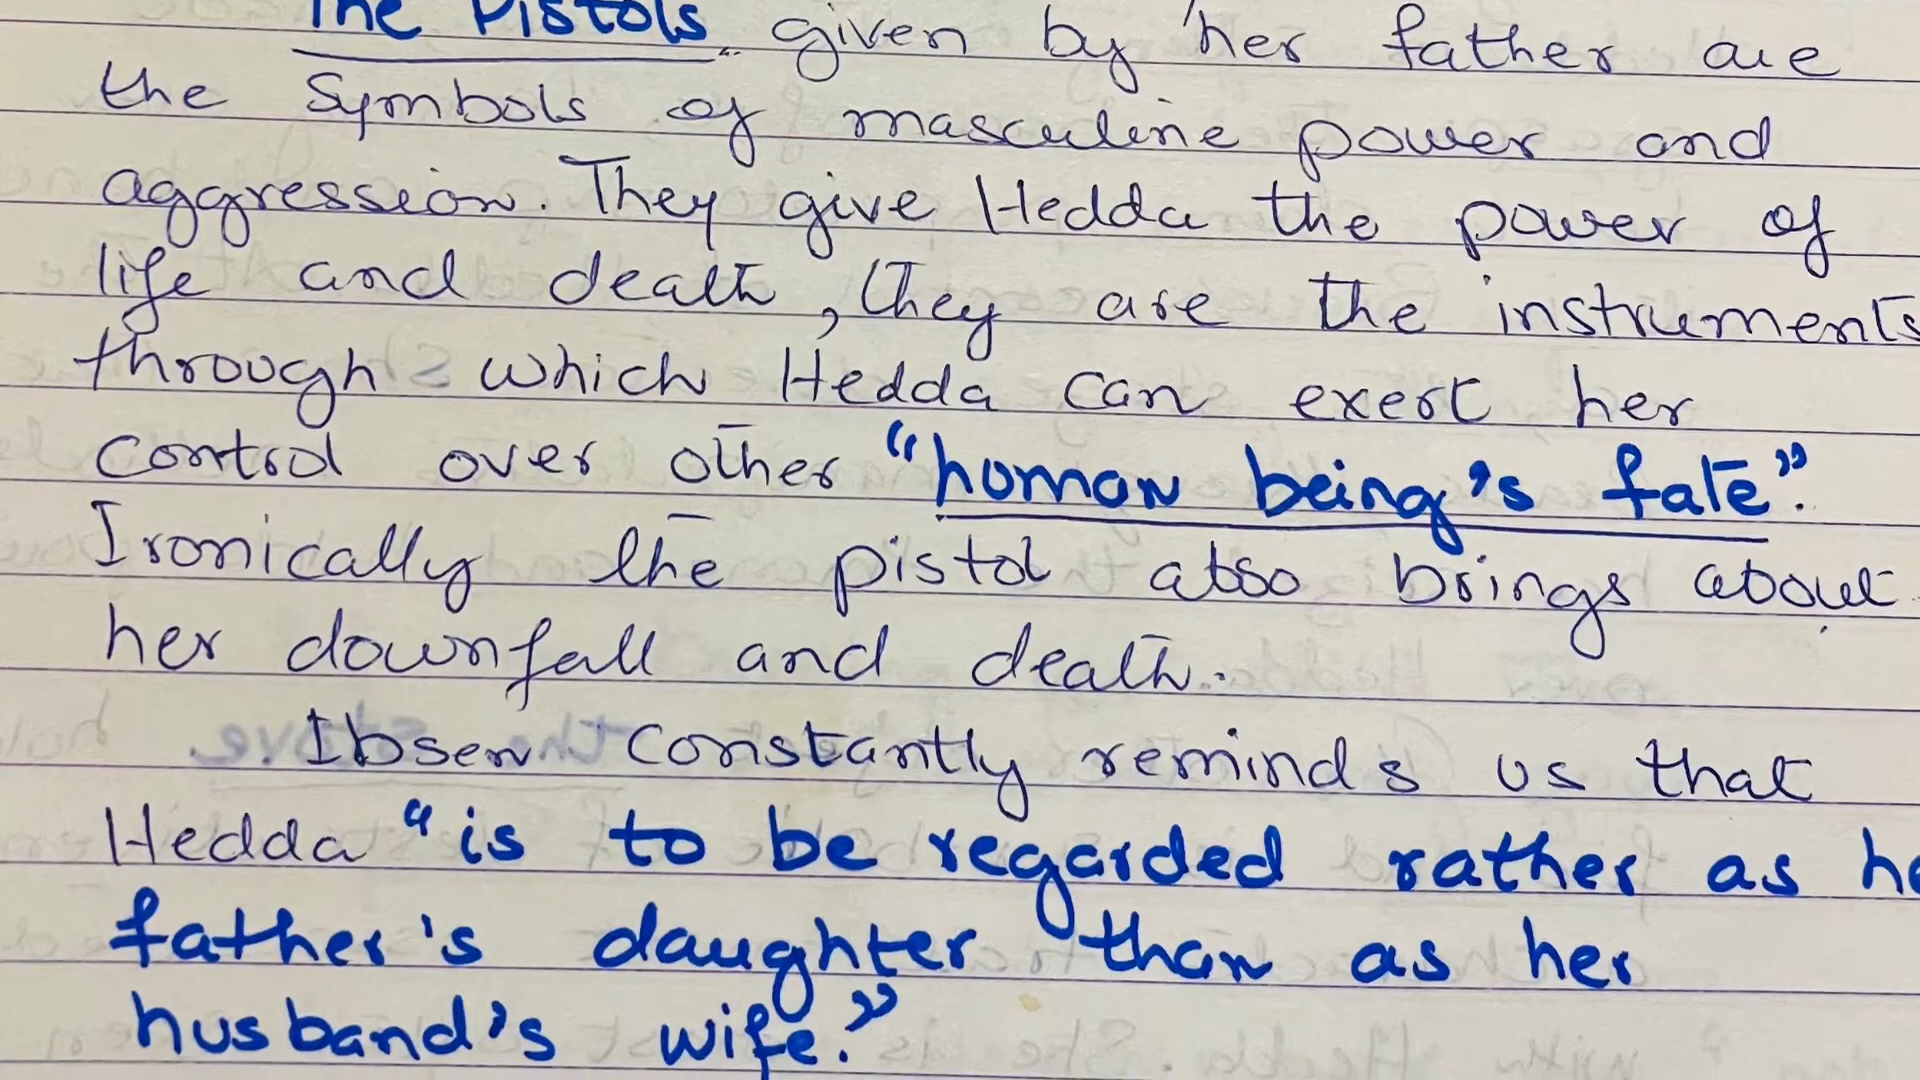 The Pistols given by her father are
the Symbols of masculine power and
aggression. They give Hedda the power of
life and death, they are the instruments
through which Hedda can exert her
control over other "human being's fate".
Ironically the pistol also brings about
her downfall and death.
Ibsen constantly reminds us that
Hedda "is to be regarded rather as he
father's daughter than as her
husband's wife."